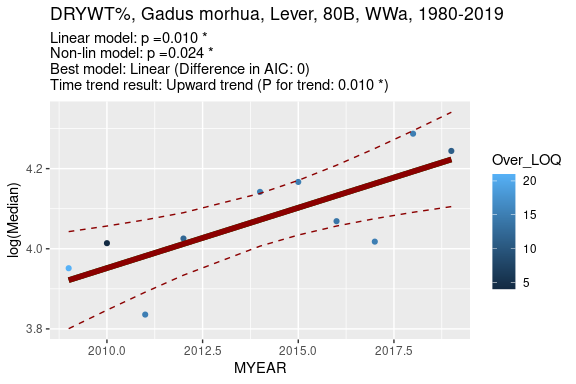 DRYWT%, Gadus morhua, Lever, 80B, WWa, 1980-2019
Linear model: p =0.010 *
Non-lin model: p =0.024 *
Best model: Linear (Difference in AIC: 0)
Time trend result: Upward trend (P for trend: 0.010 *)
log(Median)
4.2
4.0
3.8
2010.0 2012.5 2015.0 2017.5
MYEAR
Over_LOQ
20
15
10
5